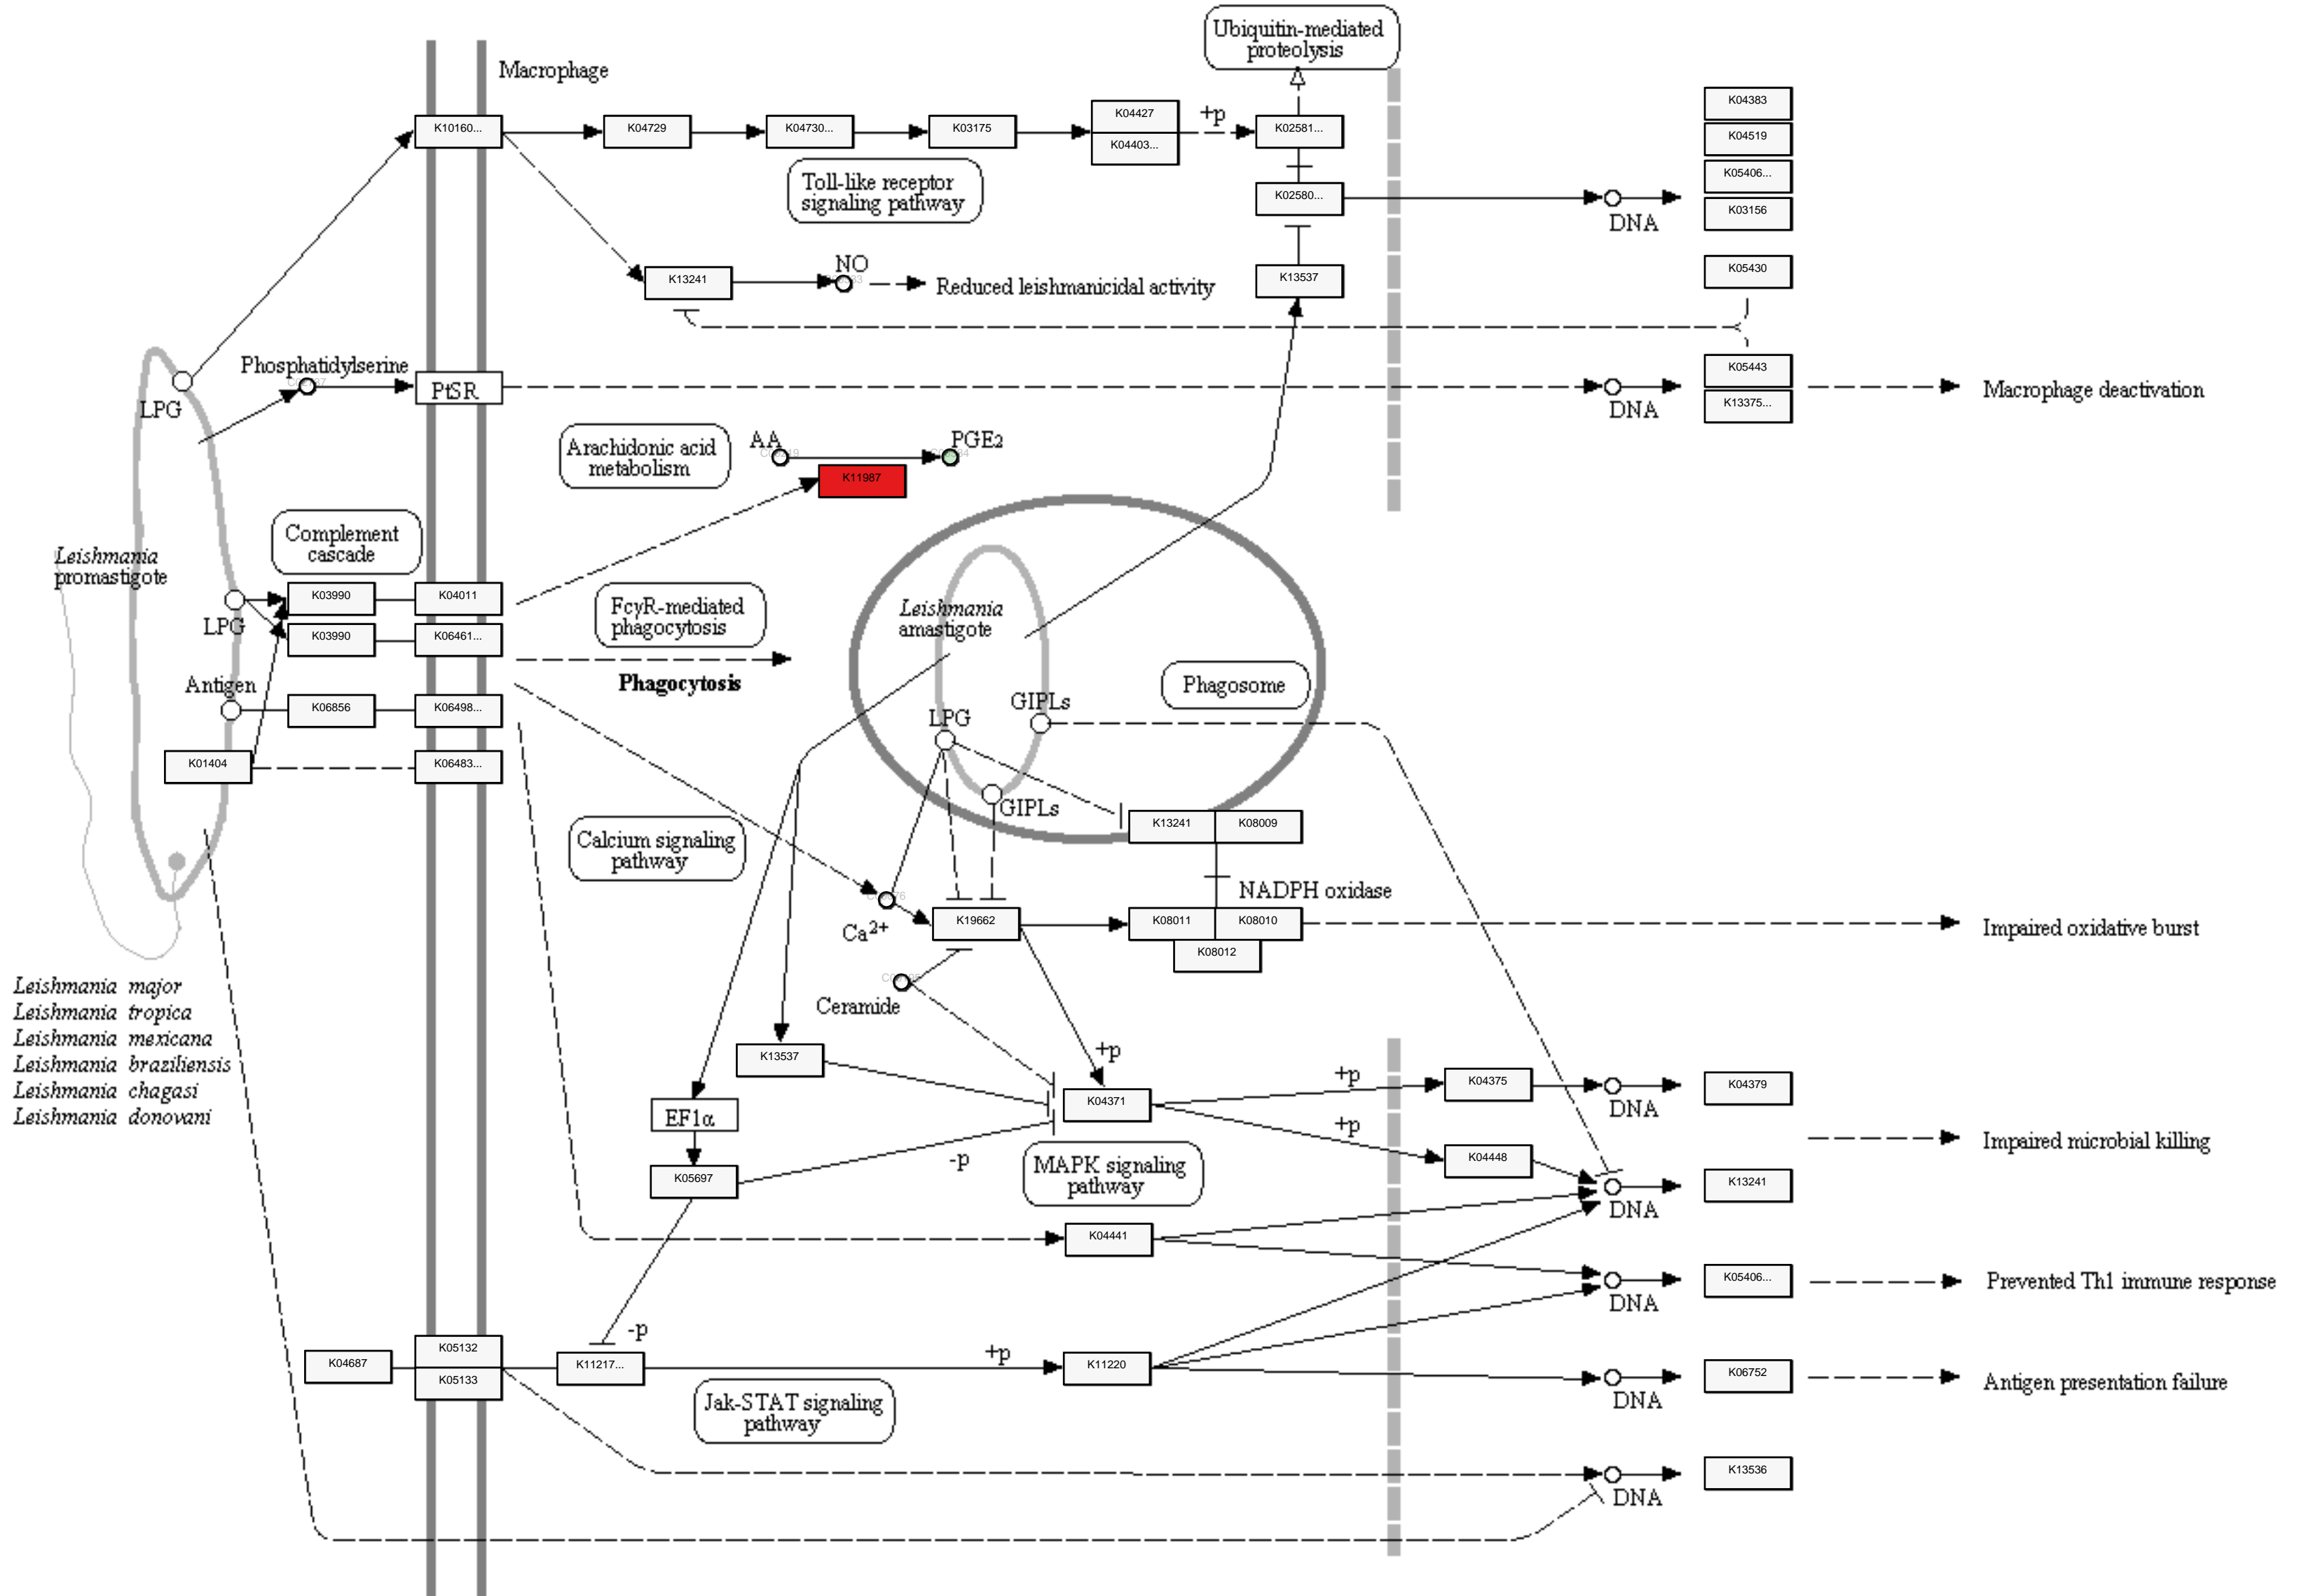 Ubiquitin-mediated
proteolysis
Macrophage
K10160...
K04729
K04730...
K03175
K04427
K04403...
+p
K02581...
K04383
K04519
K05406...
K03156
Toll-like receptor
signaling pathway
K02580...
DNA
K13241
NO
Reduced leishmanicidal activity
K13537
K05430
Phosphatidylserine
LPG
PtSR
DNA
K05443
K13375...
Macrophage deactivation
Arachidonic acid
metabolism
AA
PGE2
K11987
Complement
cascade
Leishmania
promastigote
K03990
K04011
LPG
K03990
K06461...
FcγR-mediated
phagocytosis
Phagocytosis
Leishmania
amastigote
Phagosome
Antigen
K06856
K06498...
K01404
K06483...
LPG
GIPLs
GIPLs
K13241
K08009
Calcium signaling
pathway
NADPH oxidase
Ca2+
K19662
K08011
K08010
K08012
Impaired oxidative burst
Ceramide
Leishmania major
Leishmania tropica
Leishmania mexicana
Leishmania braziliensis
Leishmania chagasi
Leishmania donovani
K13537
+p
K04371
+p
K04375
DNA
K04379
EF1α
+p
Impaired microbial killing
MAPK signaling
pathway
K04448
-p
K05697
DNA
K13241
K04441
DNA
K05406...
Prevented Th1 immune response
-p
K04687
K05132
K05133
K11217...
+p
K11220
DNA
K06752
Antigen presentation failure
Jak-STAT signaling
pathway
DNA
K13536